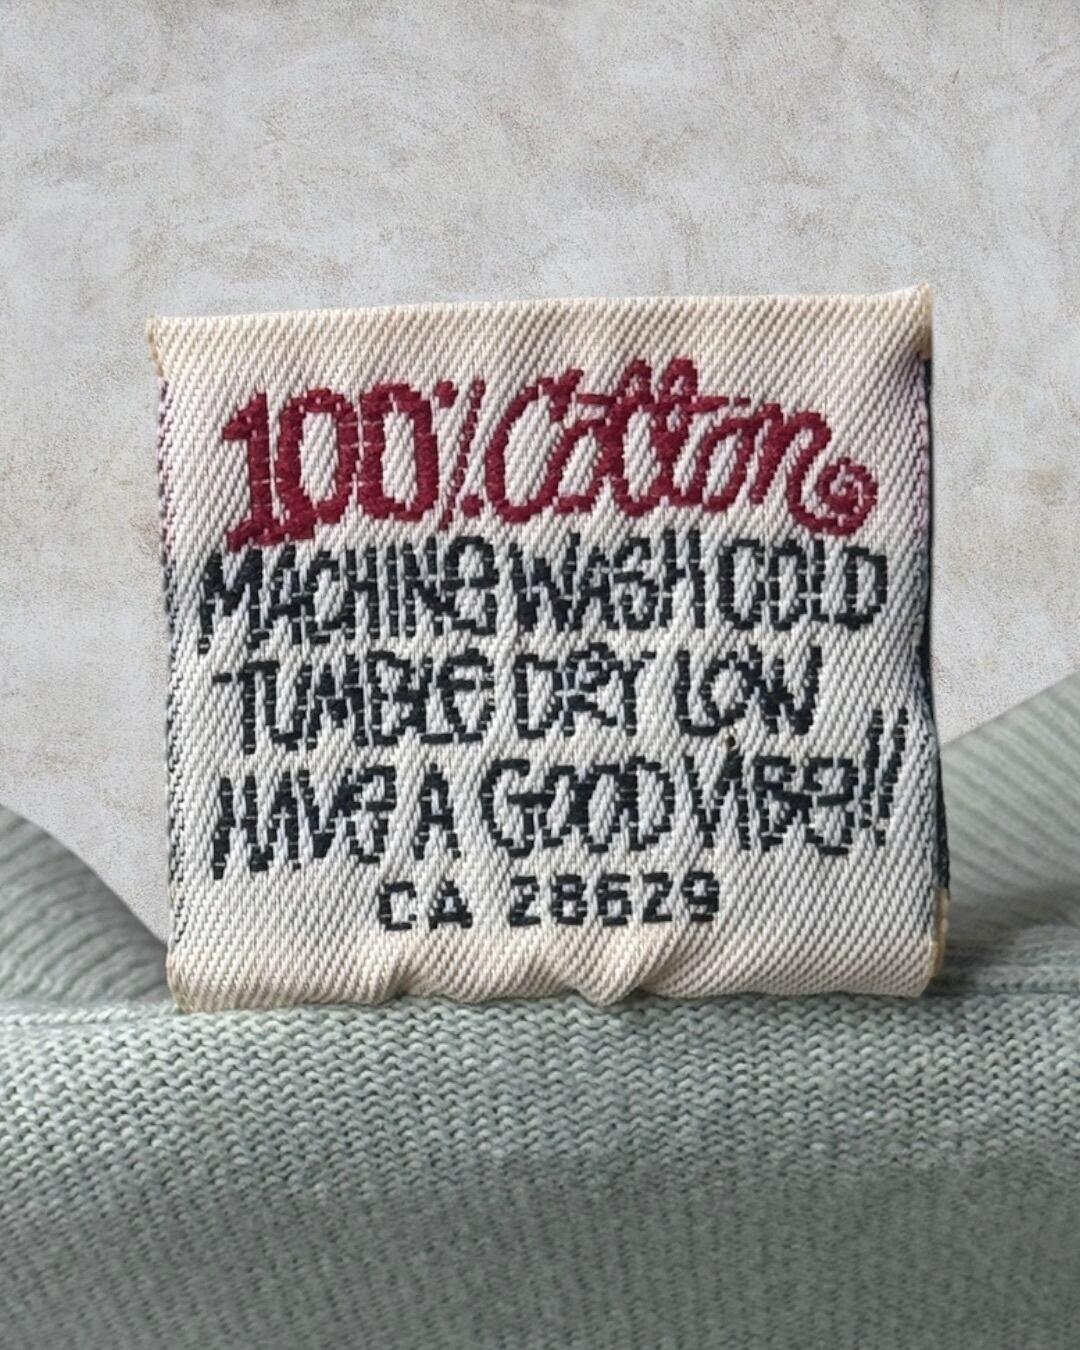 100% Cotton
MACHINE WASH COLD
TUMBLE DRY LOW
HAVE A GOOD VIBE!!
CA 28629